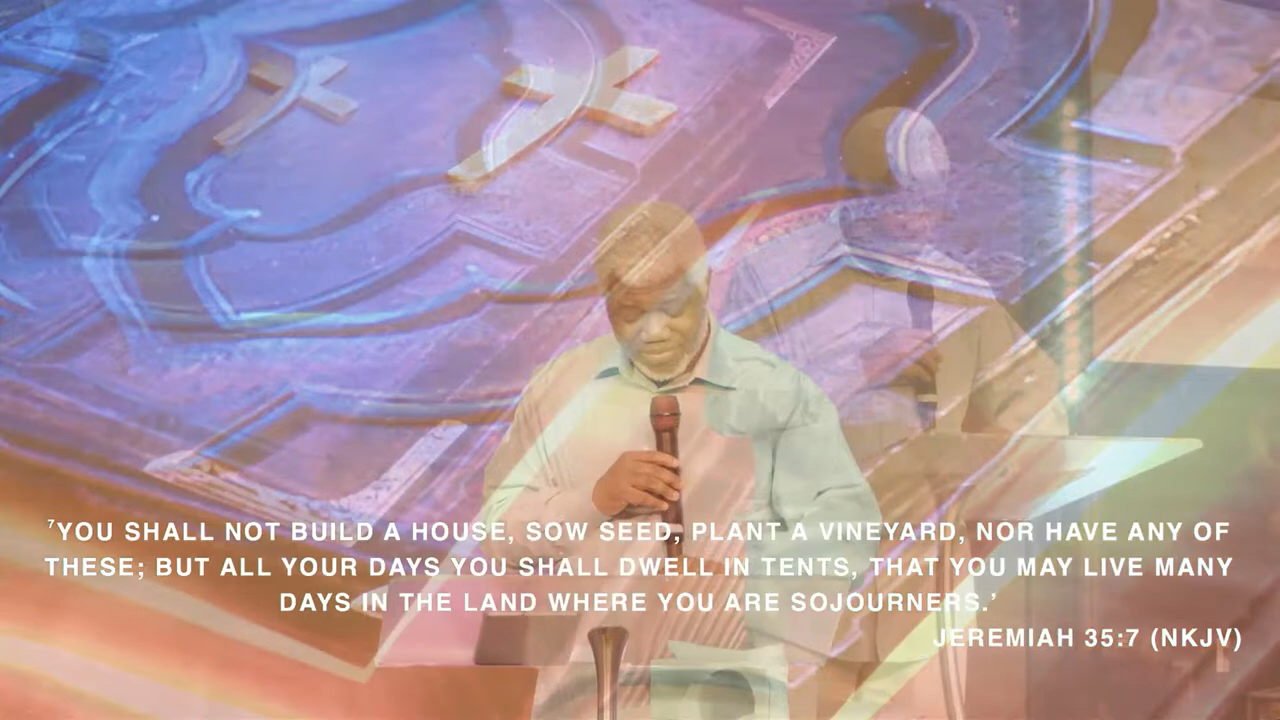 ⁷YOU SHALL NOT BUILD A HOUSE, SOW SEED, PLANT A VINEYARD, NOR HAVE ANY OF
THESE; BUT ALL YOUR DAYS YOU SHALL DWELL IN TENTS, THAT YOU MAY LIVE MANY
DAYS IN THE LAND WHERE YOU ARE SOJOURNERS.’
JEREMIAH 35:7 (NKJV)